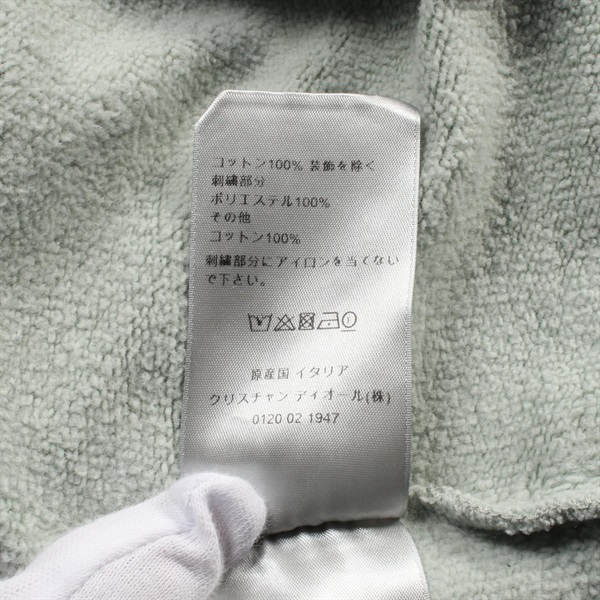 コットン100% 装飾を除く
刺繍部分
ポリエステル100%
その他
コットン100%
刺繍部分にアイロンを当てない
で下さい。
原産国 イタリア
クリスチャン ディオール(株)
0120 02 1947